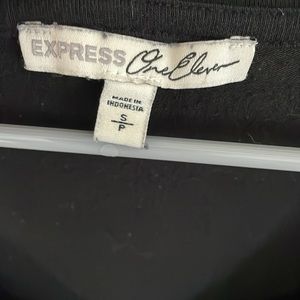 EXPRESS One Eleven
MADE IN
INDONESIA
S
P